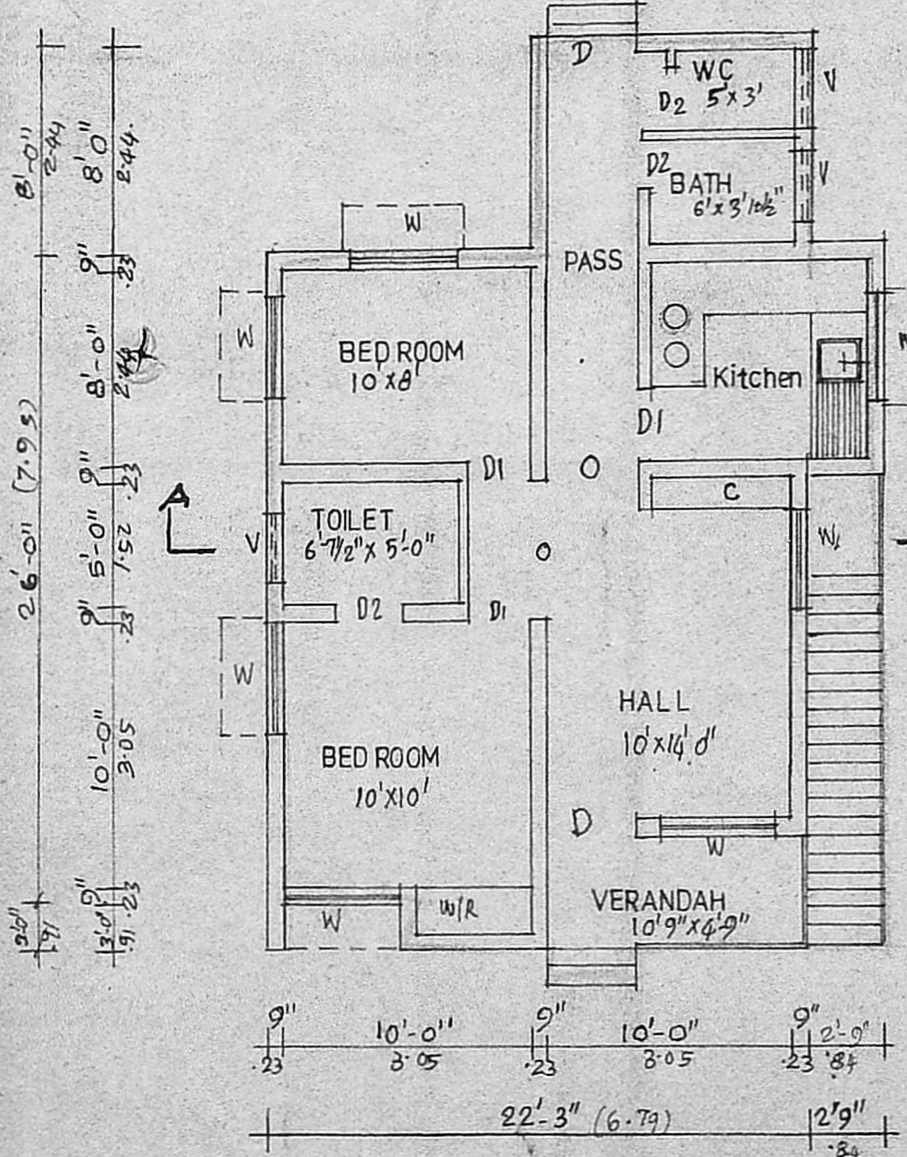 D
WC
D2 5'x3'
V
D2
BATH
6'x3'10½"
V
W
PASS
W
BED ROOM
10'x8'
Kitchen
D1
D1
O
C
A
TOILET
6'-7½"x5'-0"
V
O
W
D2
D1
W
HALL
10'x14'0"
BED ROOM
10'x10'
D
W
VERANDAH
10'9"x4'9"
W/R
W
8'-0"
2.44
26'-0" (7.93)
3'0"
.91
8'0"
2.44
9"
.23
8'-0"
2.44
9"
.23
5'-0"
1.52
9"
.23
10'-0"
3.05
9"
.23
3'.0"
.91
9" 10'-0" 9" 10'-0" 9" 2'-9"
.23 3.05 .23 3.05 .23 .84
22'-3" (6.79) 2'9"
.84